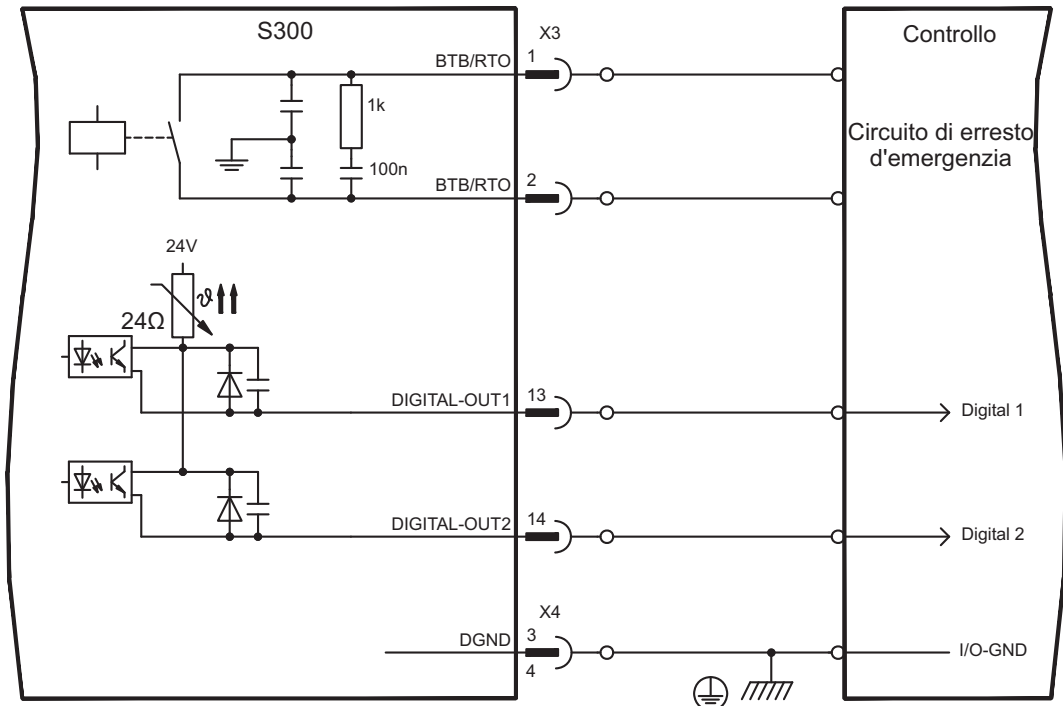 S300
X3
Controllo
BTB/RTO
1
1k
Circuito di erresto
d'emergenzia
100n
BTB/RTO
2
24V
ϑ
24Ω
DIGITAL-OUT1
13
Digital 1
DIGITAL-OUT2
14
Digital 2
X4
DGND
3
I/O-GND
4